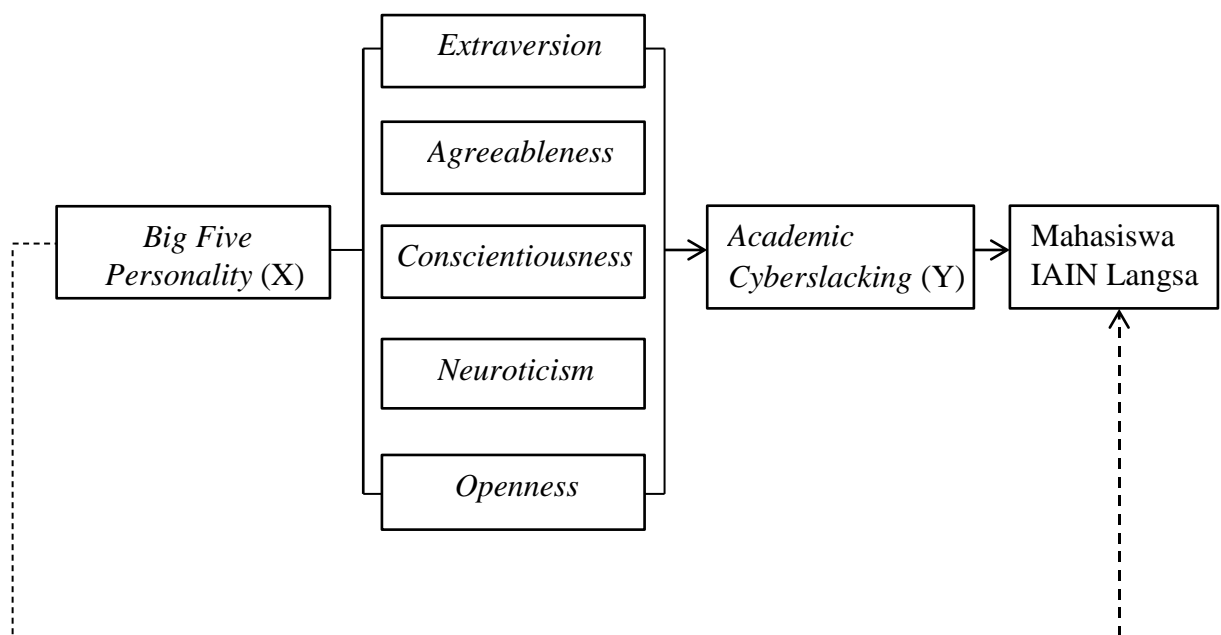 Extraversion
Agreeableness
Big Five
Personality (X)
Conscientiousness
Academic
Cyberslacking (Y)
Mahasiswa
IAIN Langsa
Neuroticism
Openness